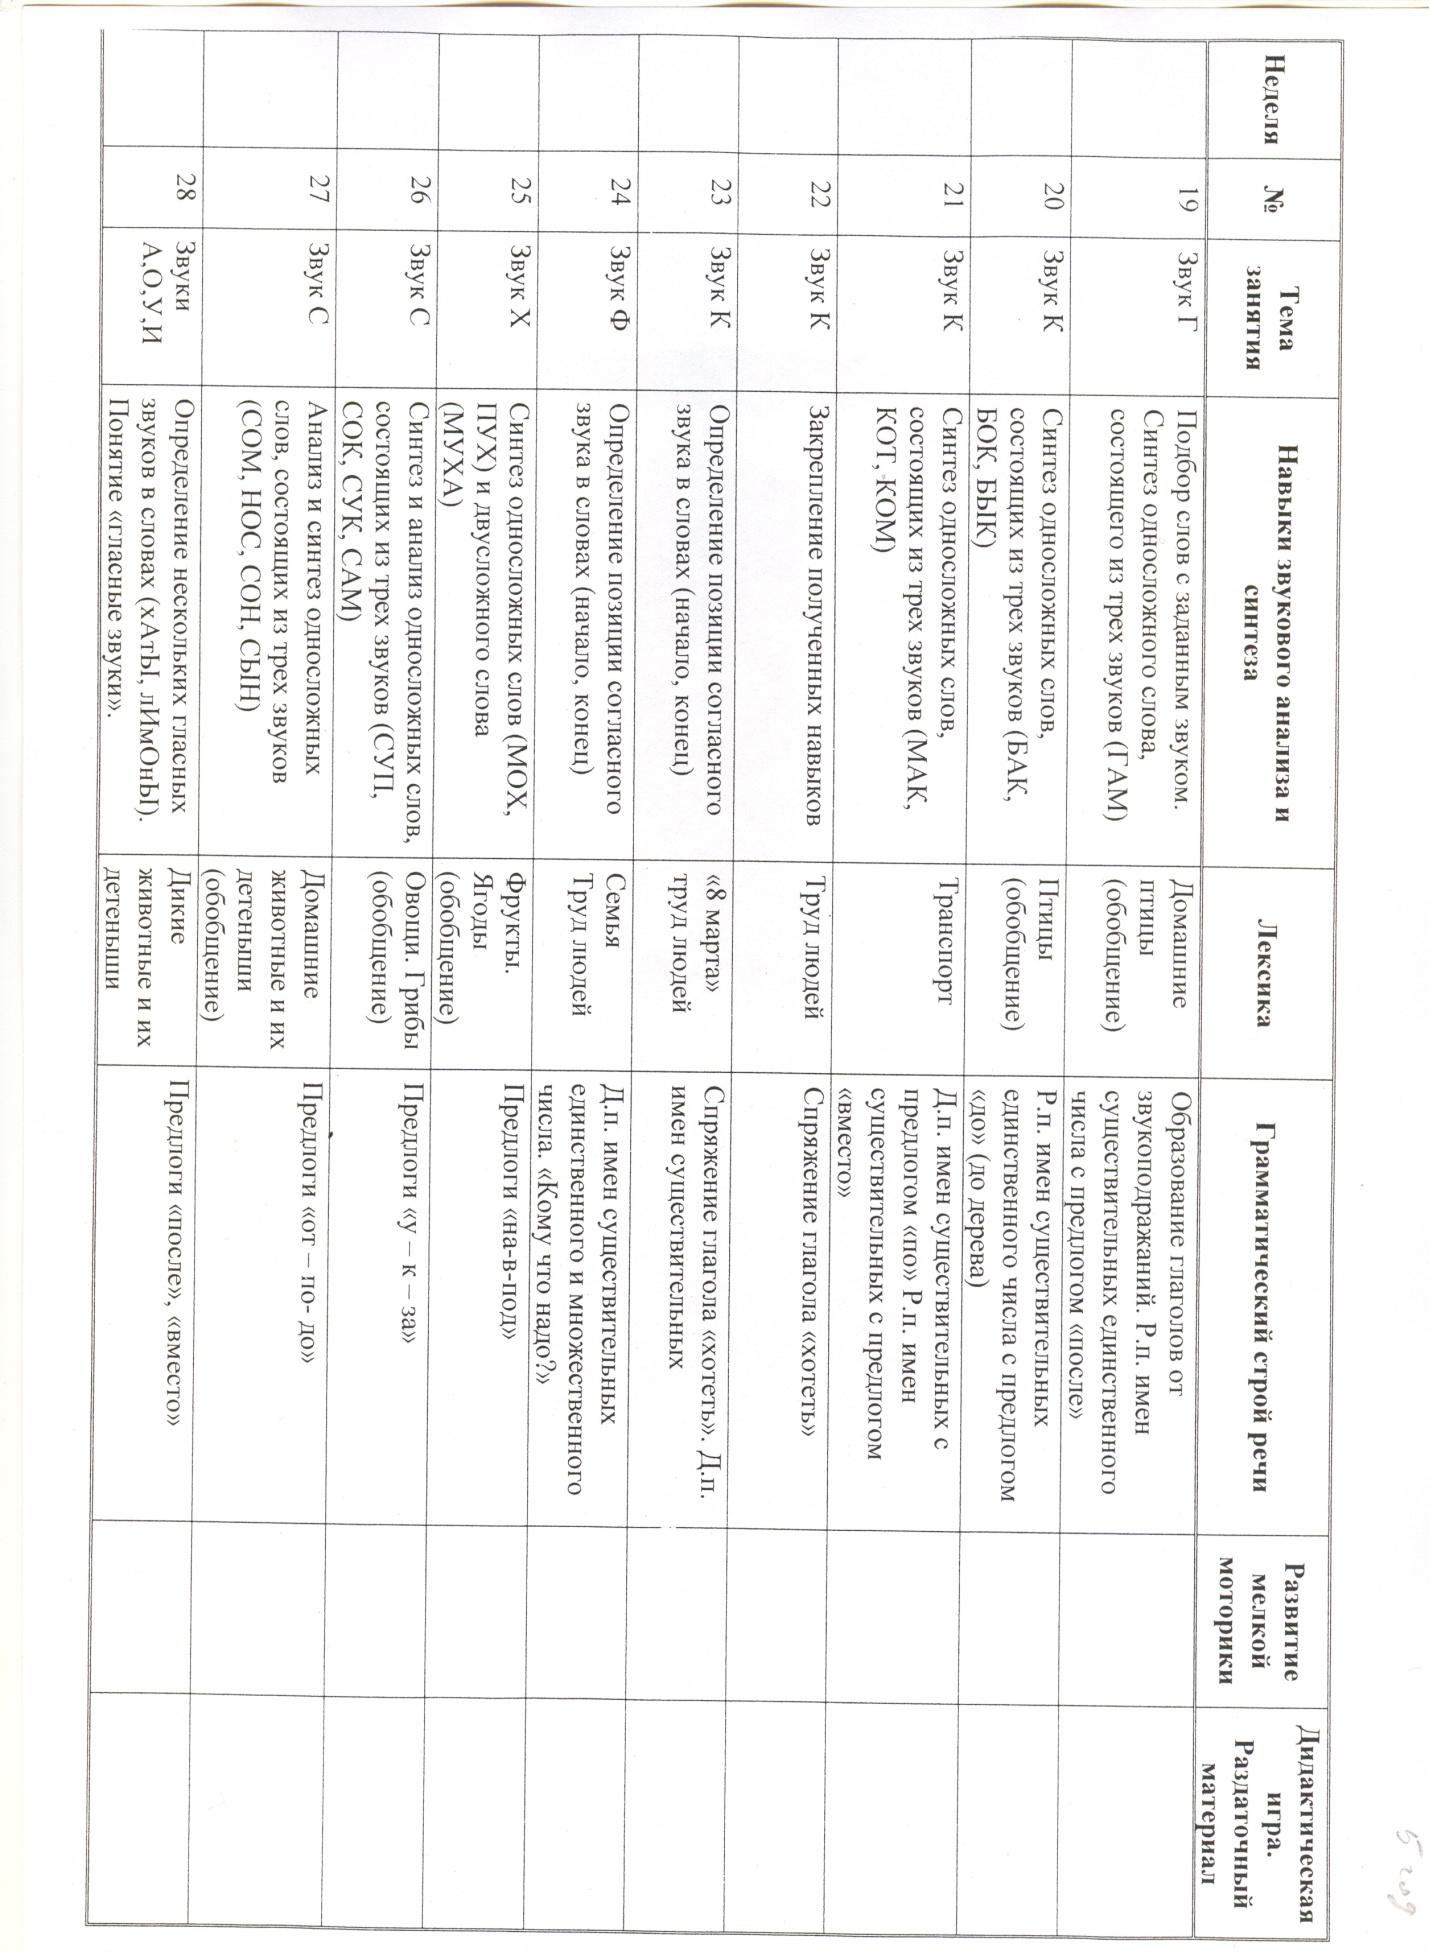 5 год
Неделя
№
Тема
занятия
Навыки звукового анализа и
синтеза
Лексика
Грамматический строй речи
Развитие
мелкой
моторики
Дидактическая
игра.
Раздаточный
материал
19
Звук Г
Подбор слов с заданным звуком.
Синтез односложного слова,
состоящего из трех звуков (ГАМ)
Домашние
птицы
(обобщение)
Образование глаголов от
звукоподражаний. Р.п. имен
существительных единственного
числа с предлогом «после»
20
Звук К
Синтез односложных слов,
состоящих из трех звуков (БАК,
БОК, БЫК)
Птицы
(обобщение)
Р.п. имен существительных
единственного числа с предлогом
«до» (до дерева)
21
Звук К
Синтез односложных слов,
состоящих из трех звуков (МАК,
КОТ, КОМ)
Транспорт
Д.п. имен существительных с
предлогом «по» Р.п. имен
существительных с предлогом
«вместо»
22
Звук К
Закрепление полученных навыков
Труд людей
Спряжение глагола «хотеть»
23
Звук К
Определение позиции согласного
звука в словах (начало, конец)
«8 марта»
труд людей
Спряжение глагола «хотеть». Д.п.
имен существительных
24
Звук Ф
Определение позиции согласного
звука в словах (начало, конец)
Семья
Труд людей
Д.п. имен существительных
единственного и множественного
числа. «Кому что надо?»
25
Звук Х
Синтез односложных слов (МОХ,
ПУХ) и двусложного слова
(МУХА)
Фрукты.
Ягоды
(обобщение)
Предлоги «на-в-под»
26
Звук С
Синтез и анализ односложных слов,
состоящих из трех звуков (СУП,
СОК, СУК, САМ)
Овощи. Грибы
(обобщение)
Предлоги «у – к – за»
27
Звук С
Анализ и синтез односложных
слов, состоящих из трех звуков
(СОМ, НОС, СОН, СЫН)
Домашние
животные и их
детеныши
(обобщение)
Предлоги «от – по- до»
28
Звуки
А,О,У,И
Определение нескольких гласных
звуков в словах (хАтЫ, лИмОнЫ).
Понятие «гласные звуки».
Дикие
животные и их
детеныши
Предлоги «после», «вместо»